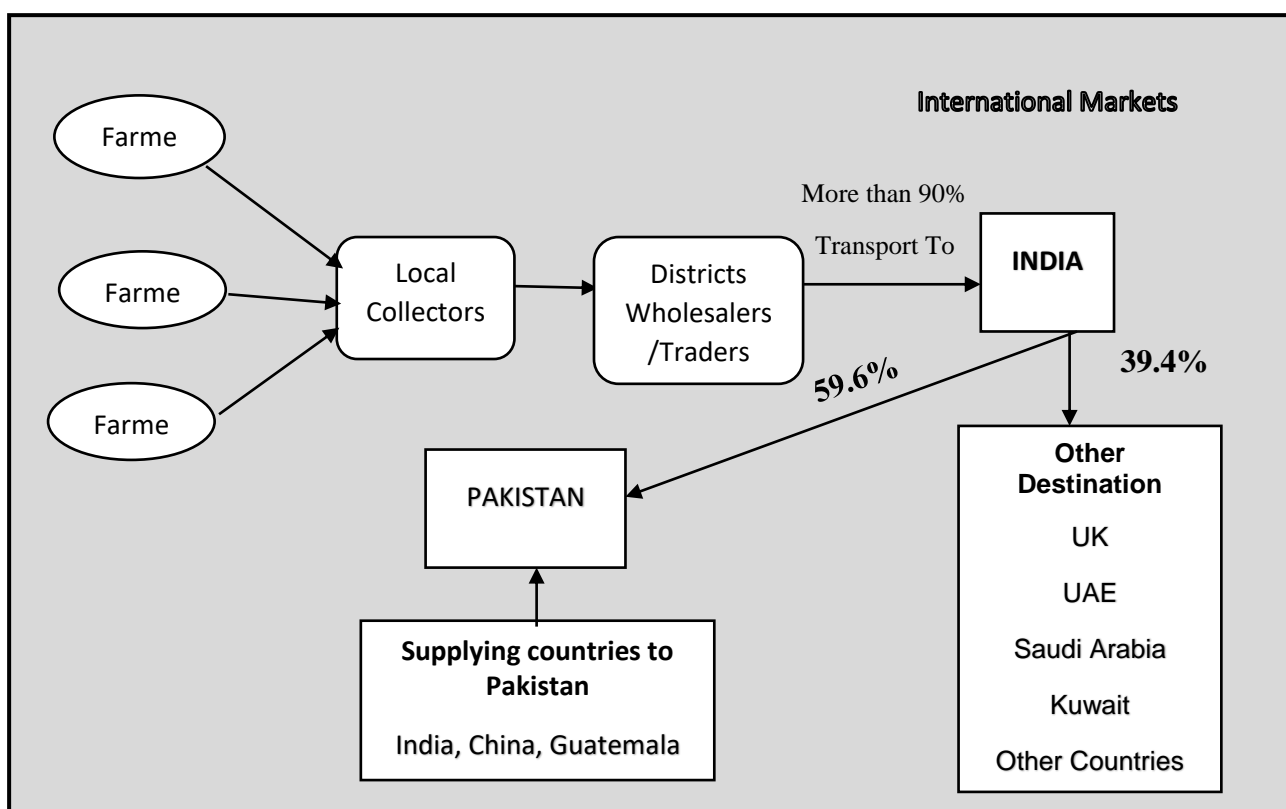 International Markets
Farme
Farme
Farme
Local
Collectors
Districts
Wholesalers
/Traders
More than 90%
Transport To
INDIA
59.6%
39.4%
PAKISTAN
Supplying countries to
Pakistan
India, China, Guatemala
Other
Destination
UK
UAE
Saudi Arabia
Kuwait
Other Countries